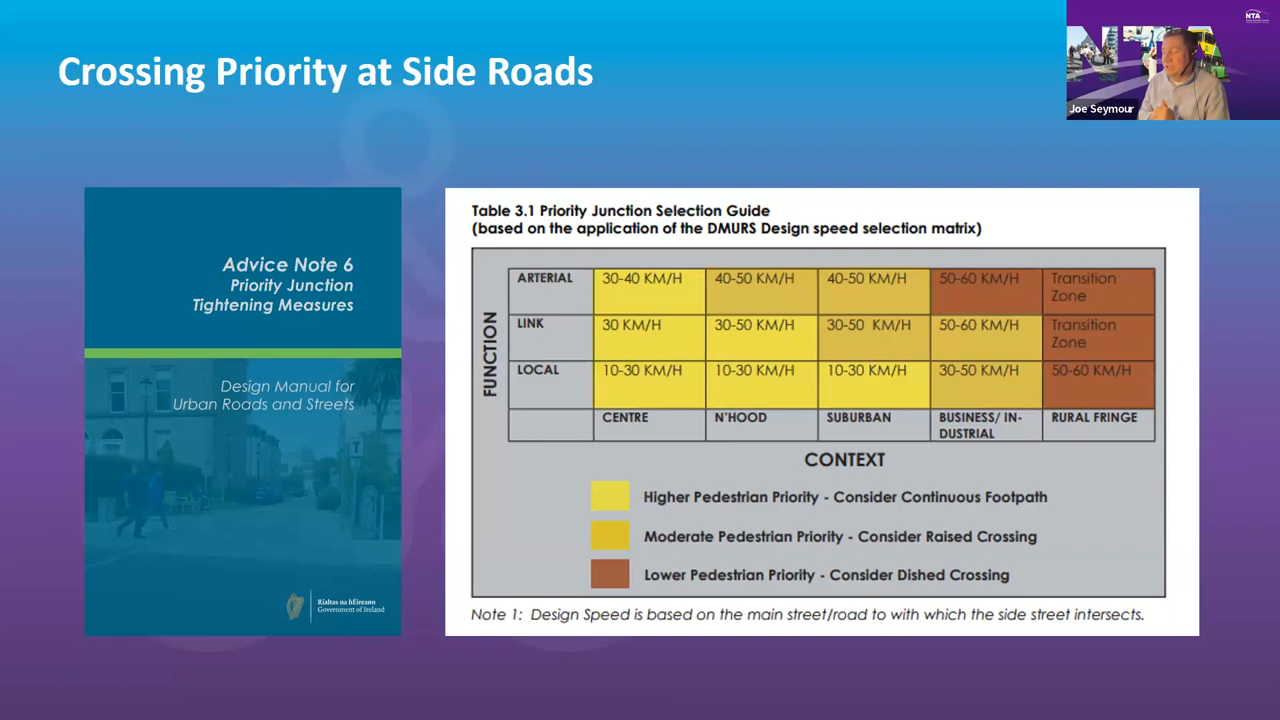 Crossing Priority at Side Roads
NTA
NTA
Joe Seymour
Advice Note 6
Priority Junction
Tightening Measures
Design Manual for
Urban Roads and Streets
Rialtas na hÉireann
Government of Ireland
Table 3.1 Priority Junction Selection Guide
(based on the application of the DMURS Design speed selection matrix)
FUNCTION
ARTERIAL 30-40 KM/H 40-50 KM/H 40-50 KM/H 50-60 KM/H Transition
Zone
LINK 30 KM/H 30-50 KM/H 30-50 KM/H 50-60 KM/H Transition
Zone
LOCAL 10-30 KM/H 10-30 KM/H 10-30 KM/H 30-50 KM/H 50-60 KM/H
CENTRE N'HOOD SUBURBAN BUSINESS/ IN- RURAL FRINGE
DUSTRIAL
CONTEXT
Higher Pedestrian Priority - Consider Continuous Footpath
Moderate Pedestrian Priority - Consider Raised Crossing
Lower Pedestrian Priority - Consider Dished Crossing
Note 1: Design Speed is based on the main street/road to with which the side street intersects.